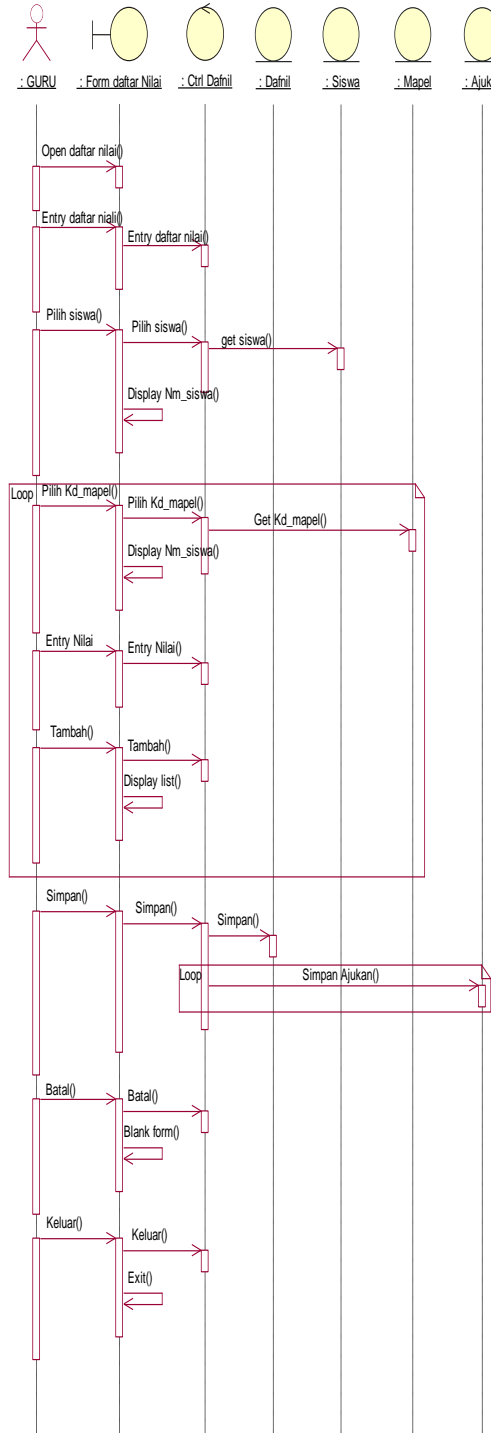 : GURU : Form daftar Nilai : Ctrl Dafnil : Dafnil : Siswa : Mapel : Ajuk
Open daftar nilai()
Entry daftar niali()
Entry daftar nilai()
Pilih siswa()
Pilih siswa()
get siswa()
Display Nm_siswa()
Loop
Pilih Kd_mapel()
Pilih Kd_mapel()
Get Kd_mapel()
Display Nm_siswa()
Entry Nilai
Entry Nilai()
Tambah()
Tambah()
Display list()
Simpan()
Simpan()
Simpan()
Loop
Simpan Ajukan()
Batal()
Batal()
Blank form()
Keluar()
Keluar()
Exit()